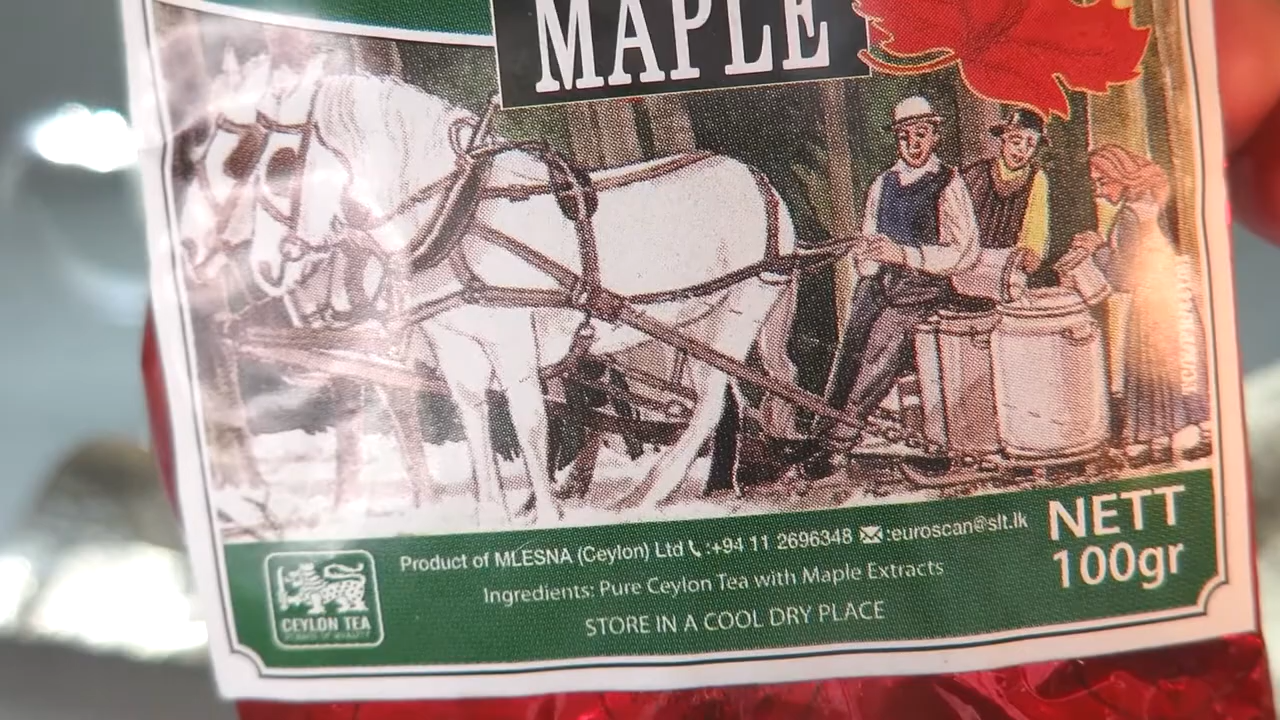 MAPLE
Product of MLESNA (Ceylon) Ltd :+94 11 2696348 :euroscan@slt.lk
Ingredients: Pure Ceylon Tea with Maple Extracts
STORE IN A COOL DRY PLACE
NETT
100gr
CEYLON TEA